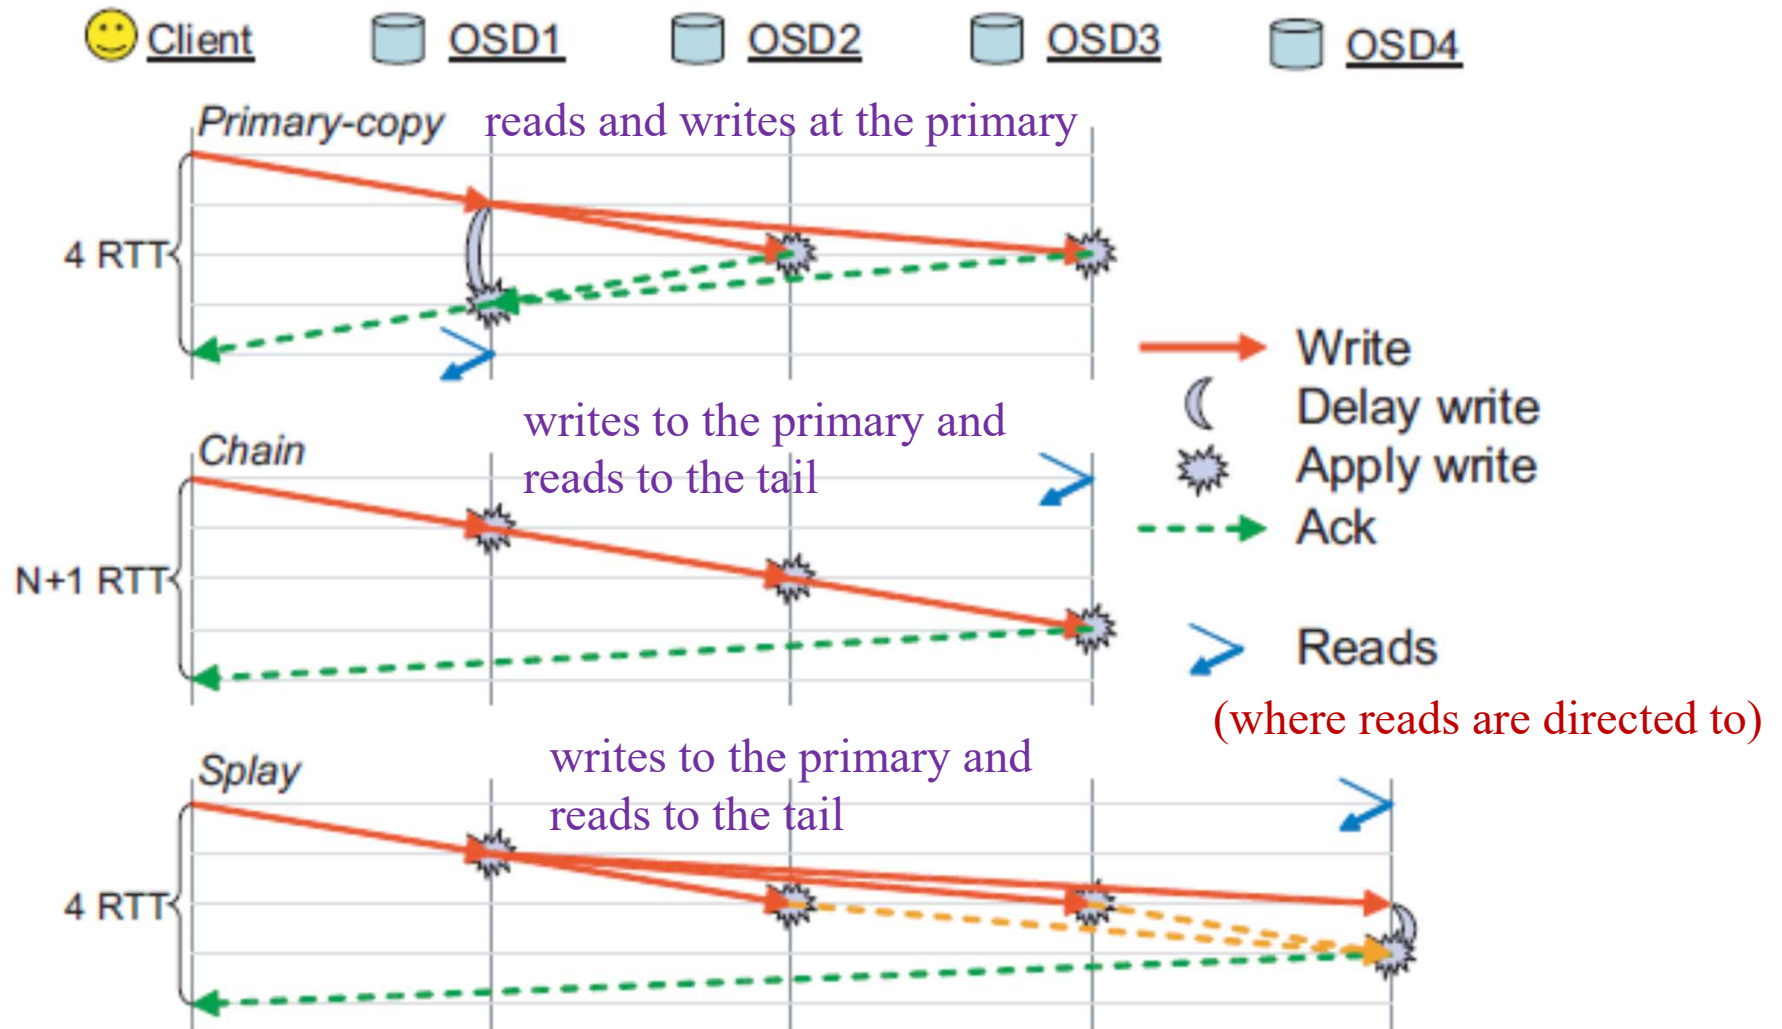 Client OSD1 OSD2 OSD3 OSD4
Primary-copy reads and writes at the primary
4 RTT
Write
Delay write
Apply write
Ack
Reads
(where reads are directed to)
Chain
writes to the primary and
reads to the tail
N+1 RTT
Splay
writes to the primary and
reads to the tail
4 RTT